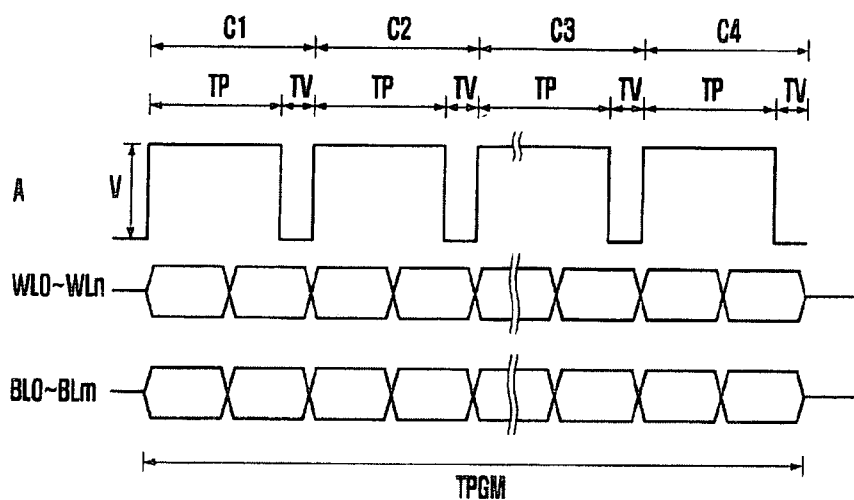 C1 C2 C3 C4
TP TV TP TV TP TV TP TV
A V
WL0~WLn
BL0~BLm
TPGM